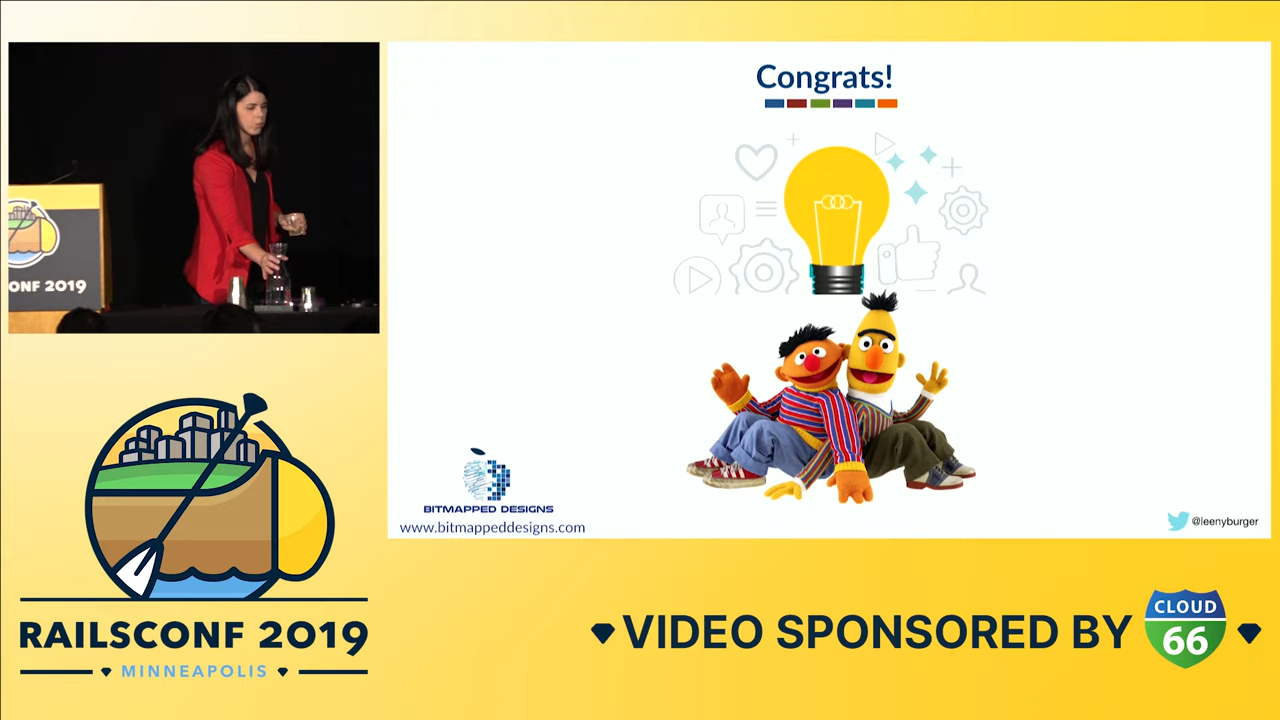 Congrats!
ONF 2019
BITMAPPED DESIGNS
www.bitmappeddesigns.com
@leenyburger
RAILSCONF 2019
MINNEAPOLIS
VIDEO SPONSORED BY
CLOUD
66